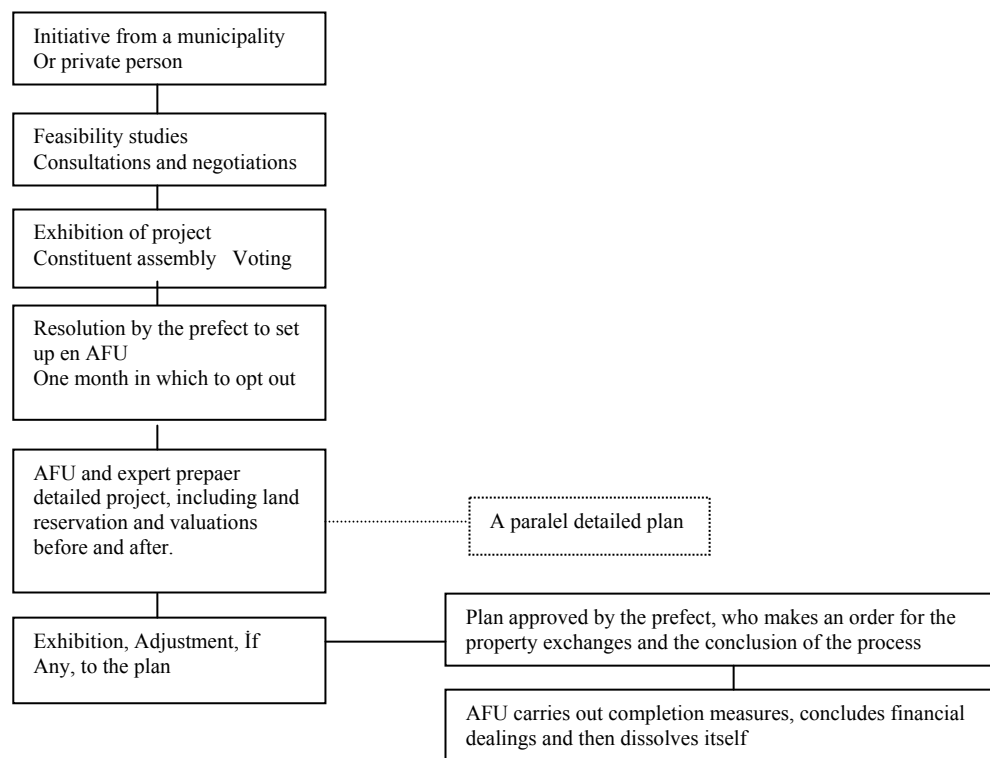 Initiative from a municipality
Or private person
Feasibility studies
Consultations and negotiations
Exhibition of project
Constituent assembly   Voting
Resolution by the prefect to set
up en AFU
One month in which to opt out
AFU and expert prepaer
detailed project, including land
reservation and valuations
before and after.
A paralel detailed plan
Exhibition, Adjustment, İf
Any, to the plan
Plan approved by the prefect, who makes an order for the
property exchanges and the conclusion of the process
AFU carries out completion measures, concludes financial
dealings and then dissolves itself